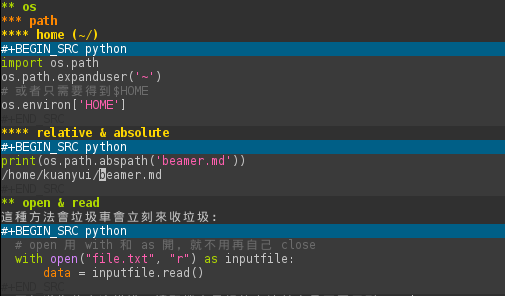 ** os
*** path
**** home (~/)
#+BEGIN_SRC python
import os.path
os.path.expanduser('~')
# 或者只需要得到$HOME
os.environ['HOME']
#+END_SRC
**** relative & absolute
#+BEGIN_SRC python
print(os.path.abspath('beamer.md'))
/home/kuanyui/beamer.md
#+END_SRC
** open & read
這種方法會垃圾車會立刻來收垃圾:
#+BEGIN_SRC python
# open 用 with 和 as 開, 就不用再自己 close
with open("file.txt", "r") as inputfile:
data = inputfile.read()
#+END_SRC